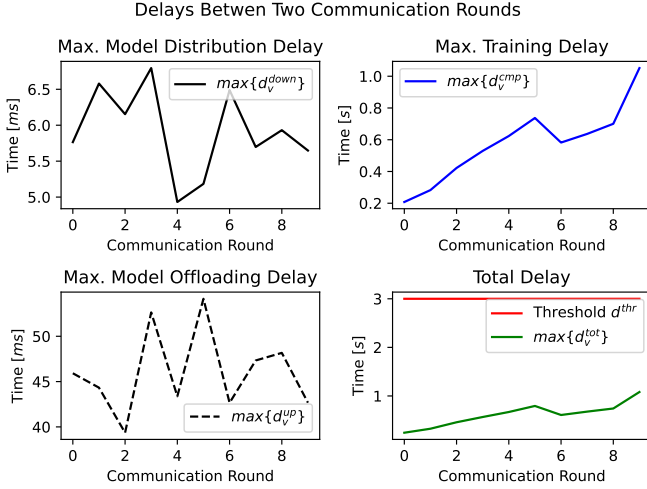 Delays Betwen Two Communication Rounds
Max. Model Distribution Delay
Time [ms]
6.5
6.0
5.5
5.0
max{d_v^{down}}
0 2 4 6 8
Communication Round
Max. Training Delay
Time [s]
1.0
0.8
0.6
0.4
0.2
max{d_v^{cmp}}
0 2 4 6 8
Communication Round
Max. Model Offloading Delay
Time [ms]
50
45
40
max{d_v^{up}}
0 2 4 6 8
Communication Round
Total Delay
Time [s]
3
2
1
Threshold d^{thr}
max{d_v^{tot}}
0 2 4 6 8
Communication Round